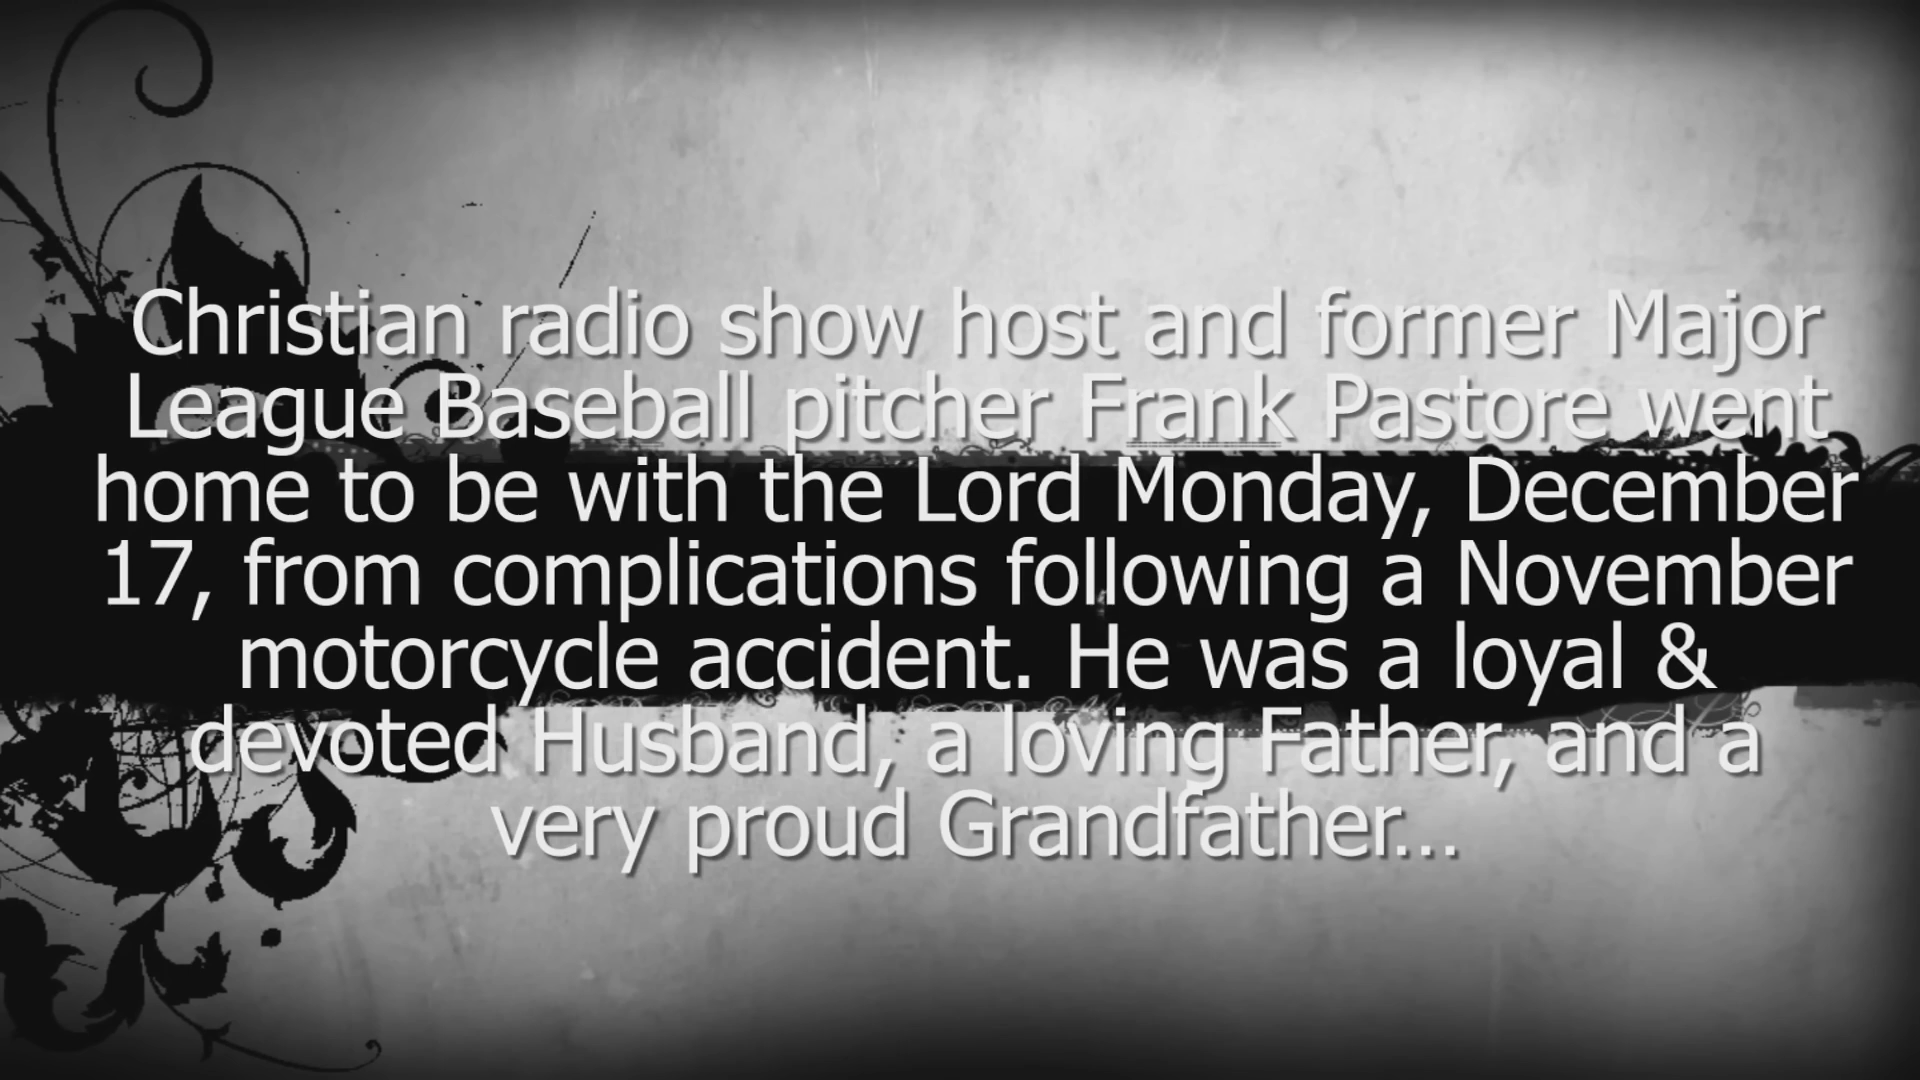 Christian radio show host and former Major
League Baseball pitcher Frank Pastore went
home to be with the Lord Monday, December
17, from complications following a November
motorcycle accident. He was a loyal &
devoted Husband, a loving Father, and a
very proud Grandfather...